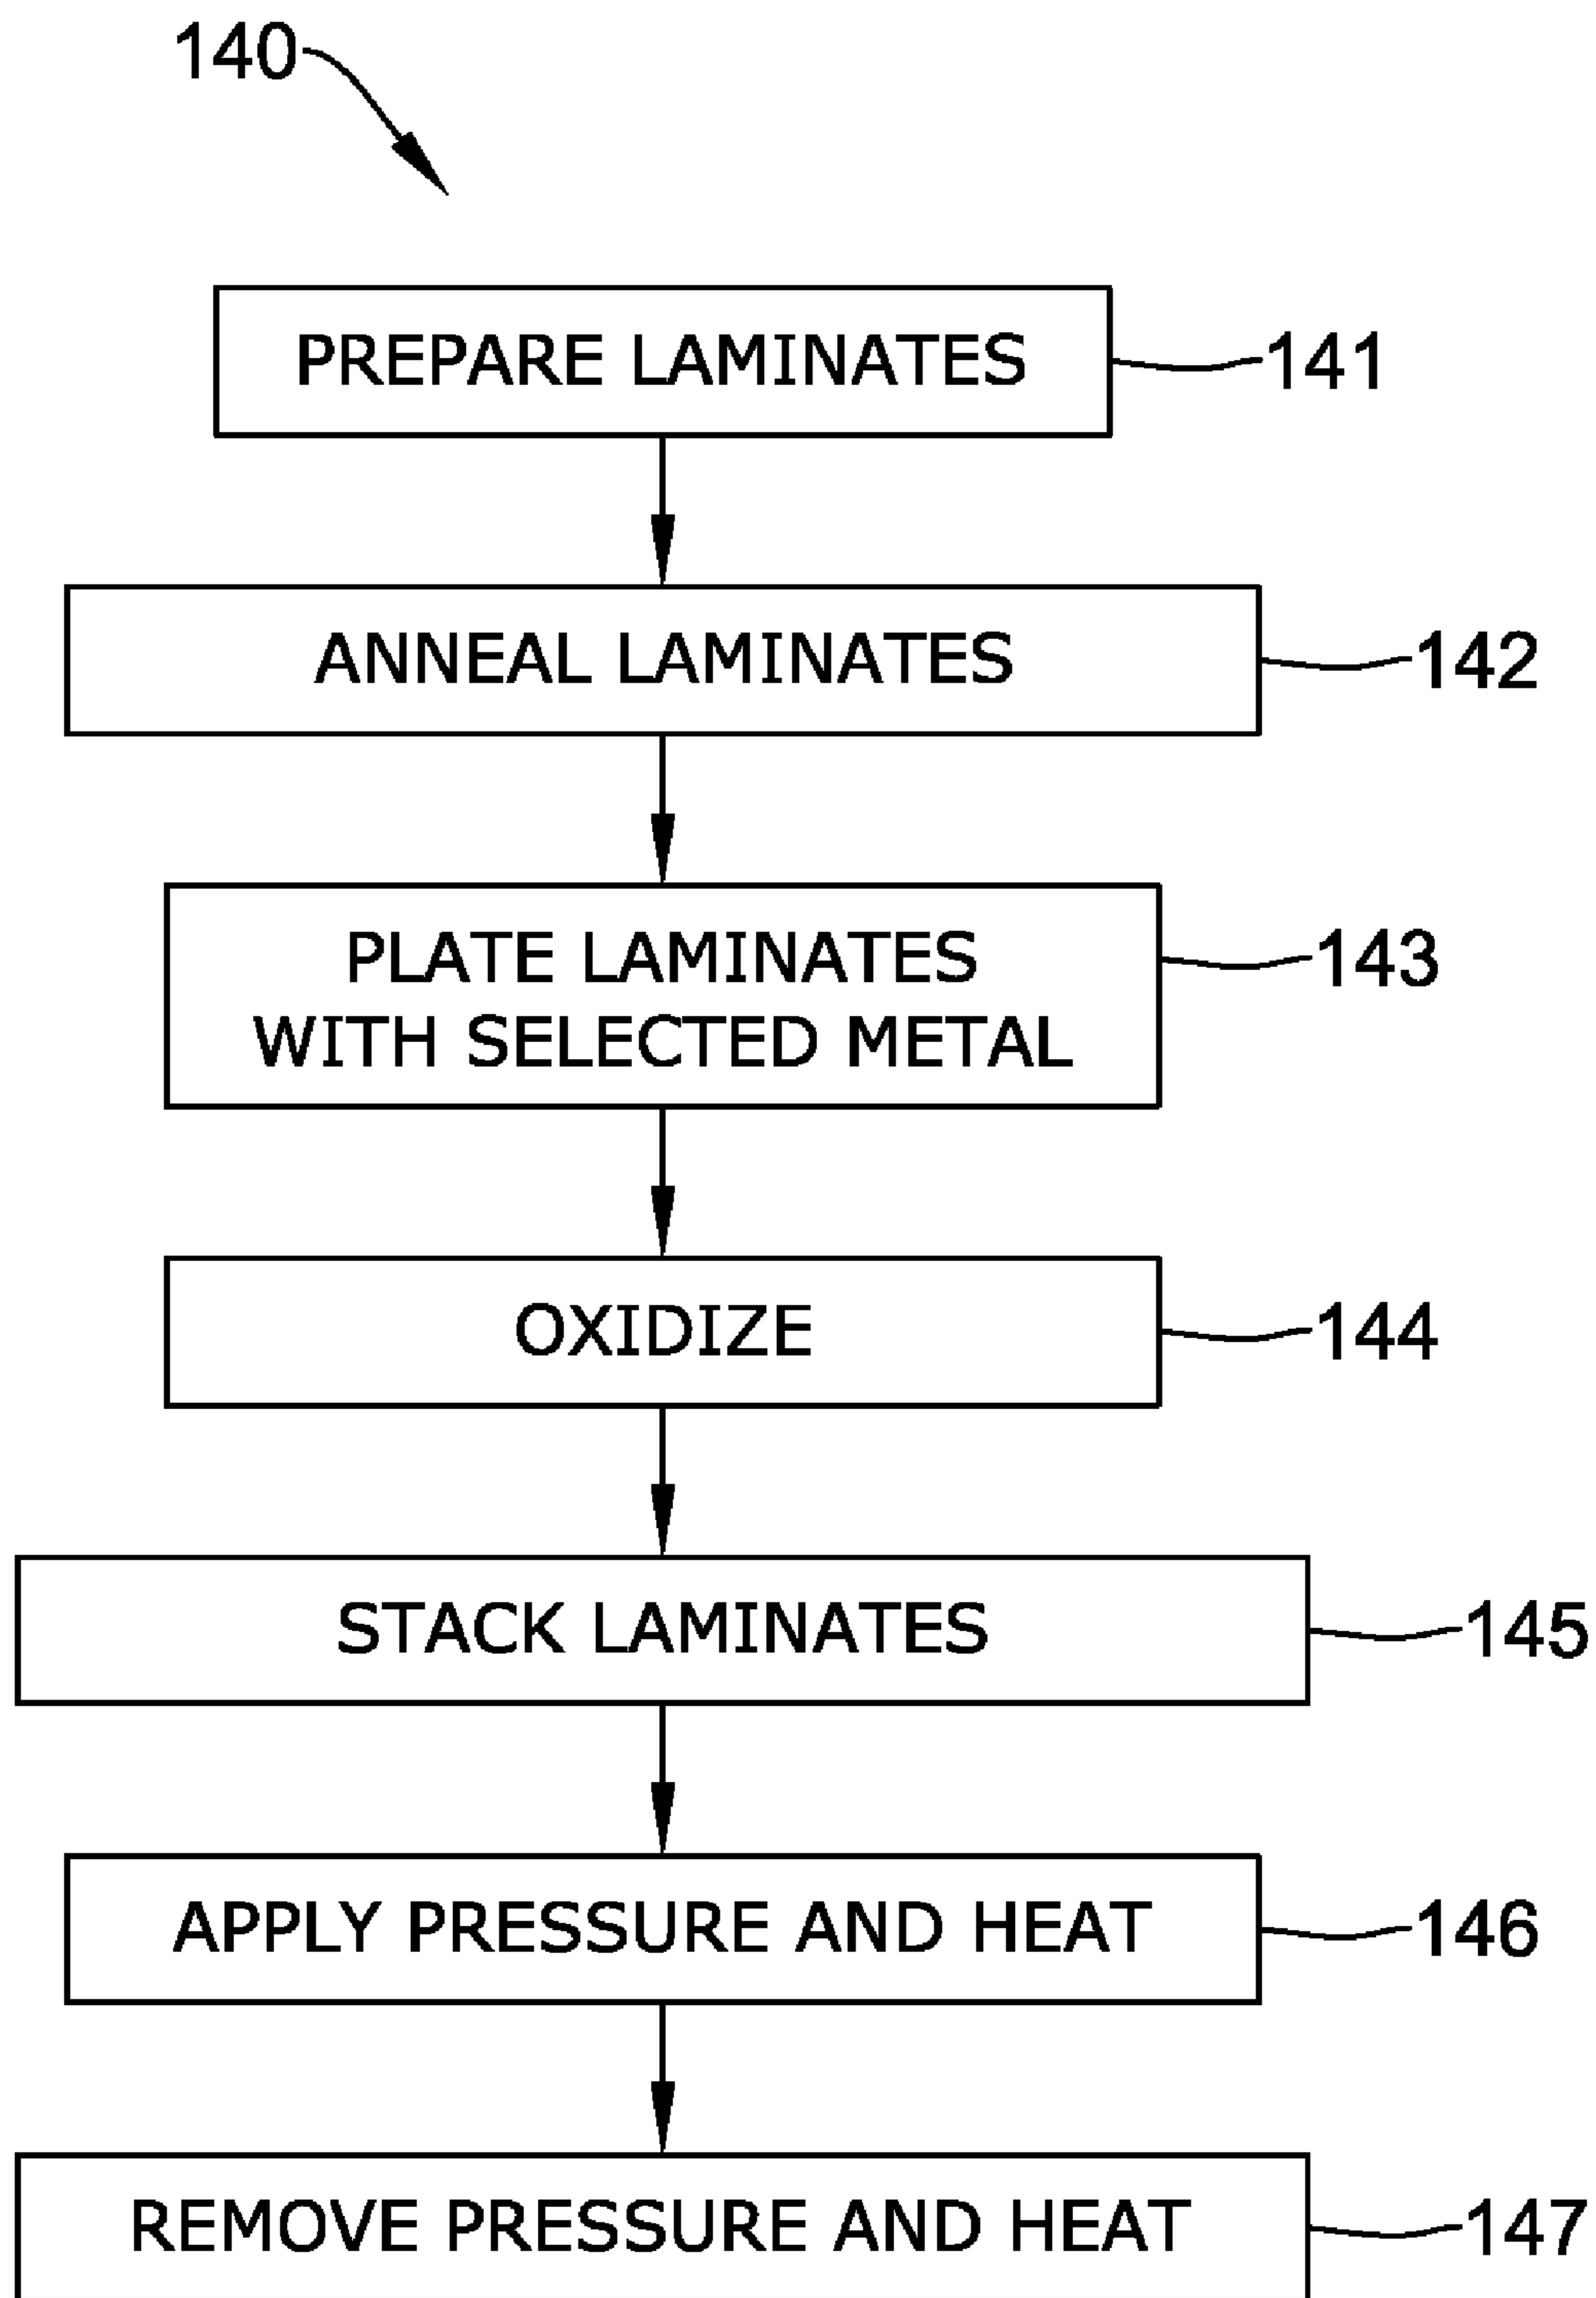 140
PREPARE LAMINATES
141
ANNEAL LAMINATES
142
PLATE LAMINATES
WITH SELECTED METAL
143
OXIDIZE
144
STACK LAMINATES
145
APPLY PRESSURE AND HEAT
146
REMOVE PRESSURE AND HEAT
147